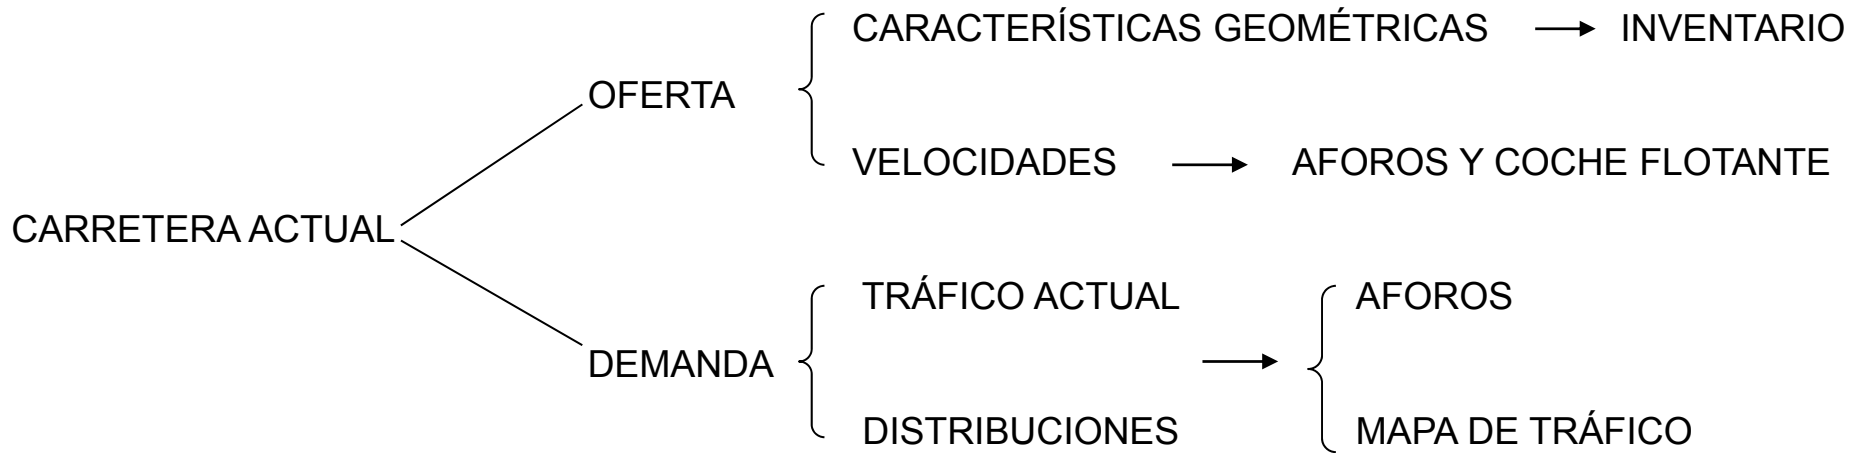 CARACTERÍSTICAS GEOMÉTRICAS INVENTARIO
OFERTA
VELOCIDADES AFOROS Y COCHE FLOTANTE
CARRETERA ACTUAL
TRÁFICO ACTUAL AFOROS
DEMANDA
DISTRIBUCIONES MAPA DE TRÁFICO